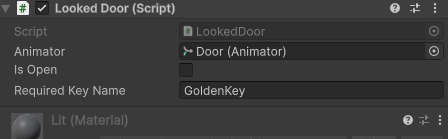 Looked Door (Script)
Script LookedDoor
Animator Door (Animator)
Is Open
Required Key Name GoldenKey
Lit (Material)